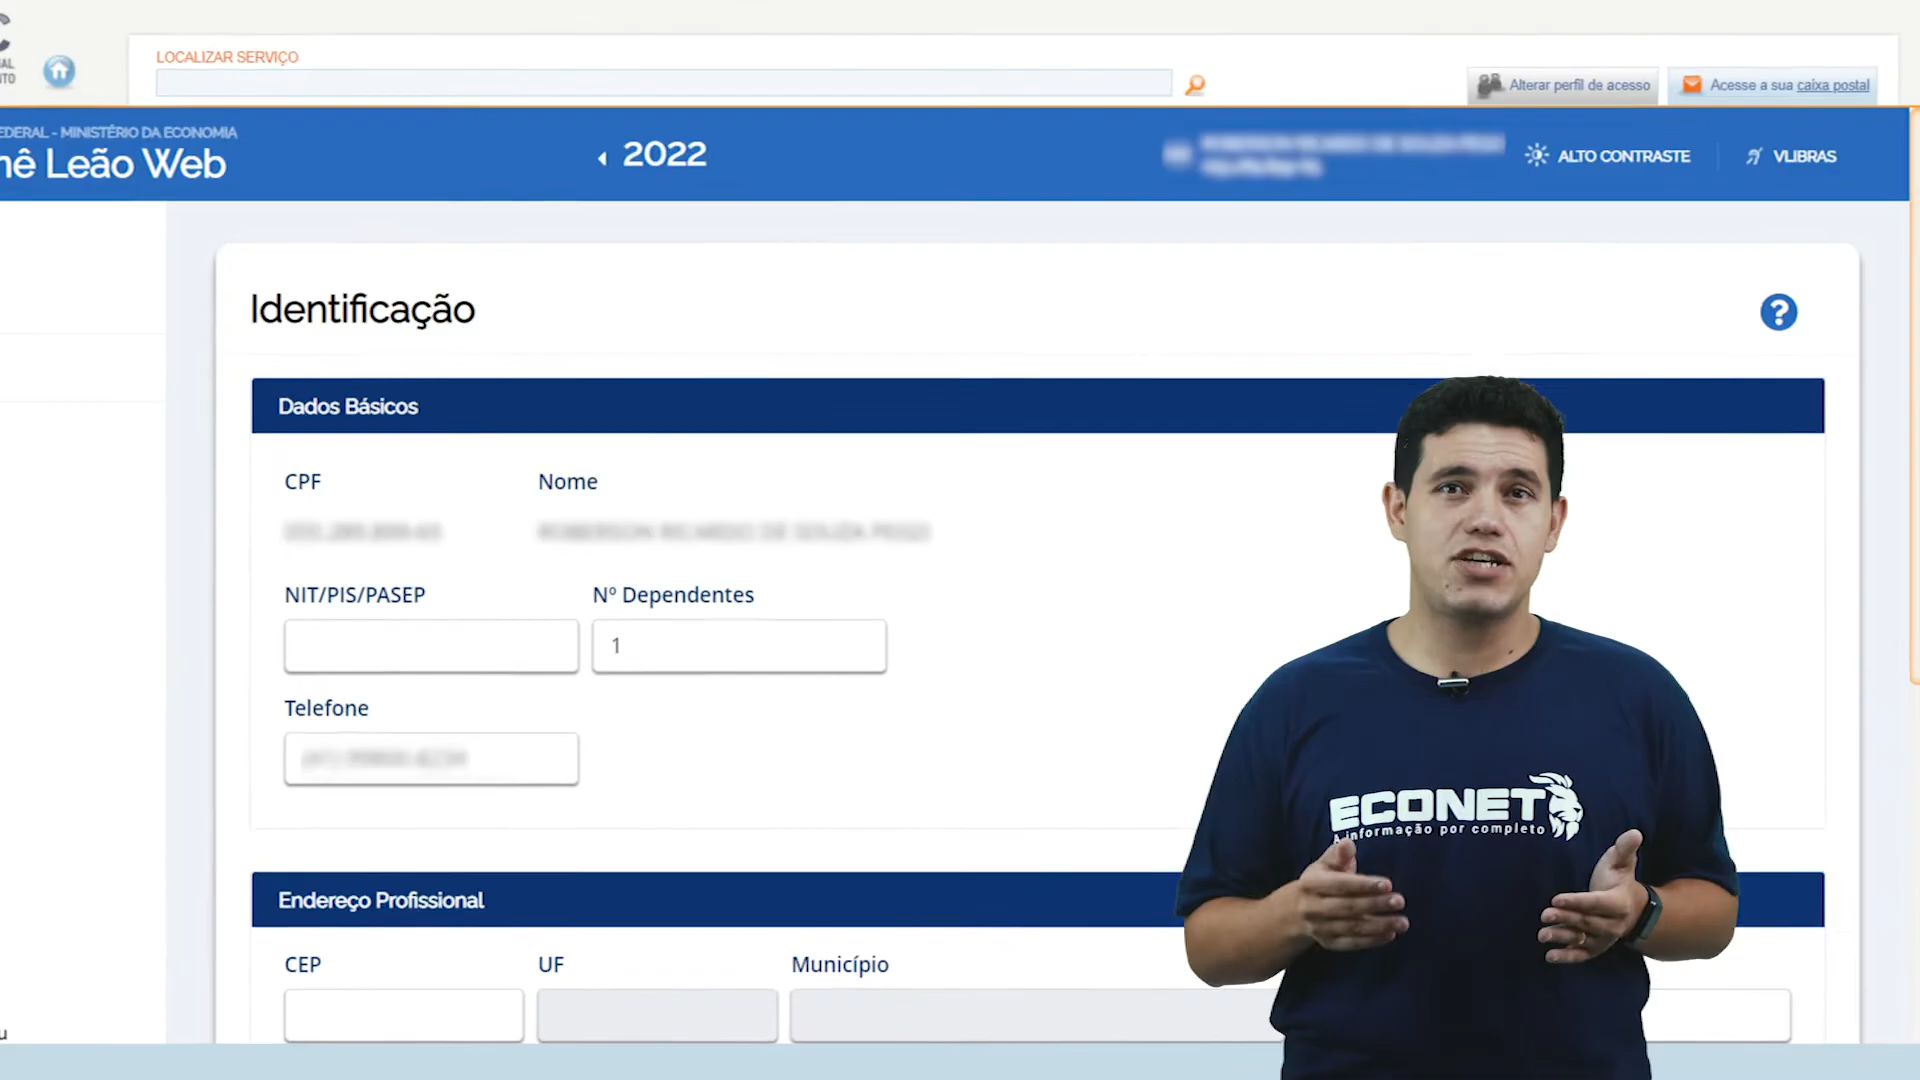 LOCALIZAR SERVIÇO
Alterar perfil de acesso
Acesse a sua caixa postal
EDERAL - MINISTÉRIO DA ECONOMIA
nê Leão Web
2022
ALTO CONTRASTE
VLIBRAS
Identificação
?
Dados Básicos
CPF
Nome
NIT/PIS/PASEP
Nº Dependentes
1
Telefone
ECONET
A informação por completo
Endereço Profissional
CEP
UF
Município